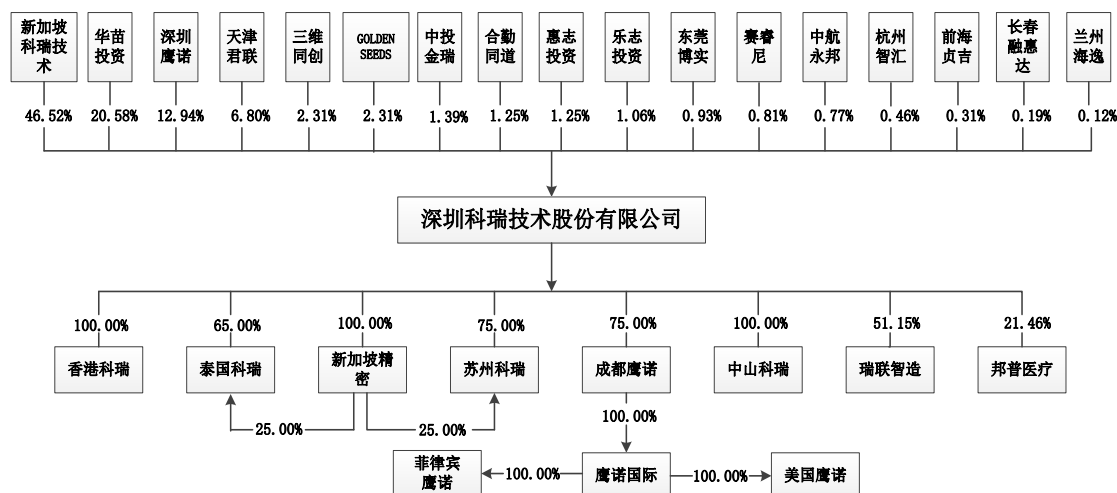 新加坡
科瑞技
术
华苗
投资
深圳
鹰诺
天津
君联
三维
同创
GOLDEN
SEEDS
中投
金瑞
合勤
同道
惠志
投资
乐志
投资
东莞
博实
赛睿
尼
中航
永邦
杭州
智汇
前海
贞吉
长春
融惠
达
兰州
海逸
46.52%
20.58%
12.94%
6.80%
2.31%
2.31%
1.39%
1.25%
1.25%
1.06%
0.93%
0.81%
0.77%
0.46%
0.31%
0.19%
0.12%
深圳科瑞技术股份有限公司
100.00%
65.00%
100.00%
75.00%
75.00%
100.00%
51.15%
21.46%
香港科瑞
泰国科瑞
新加坡精
密
苏州科瑞
成都鹰诺
中山科瑞
瑞联智造
邦普医疗
25.00%
25.00%
100.00%
菲律宾
鹰诺
100.00%
鹰诺国际
100.00%
美国鹰诺